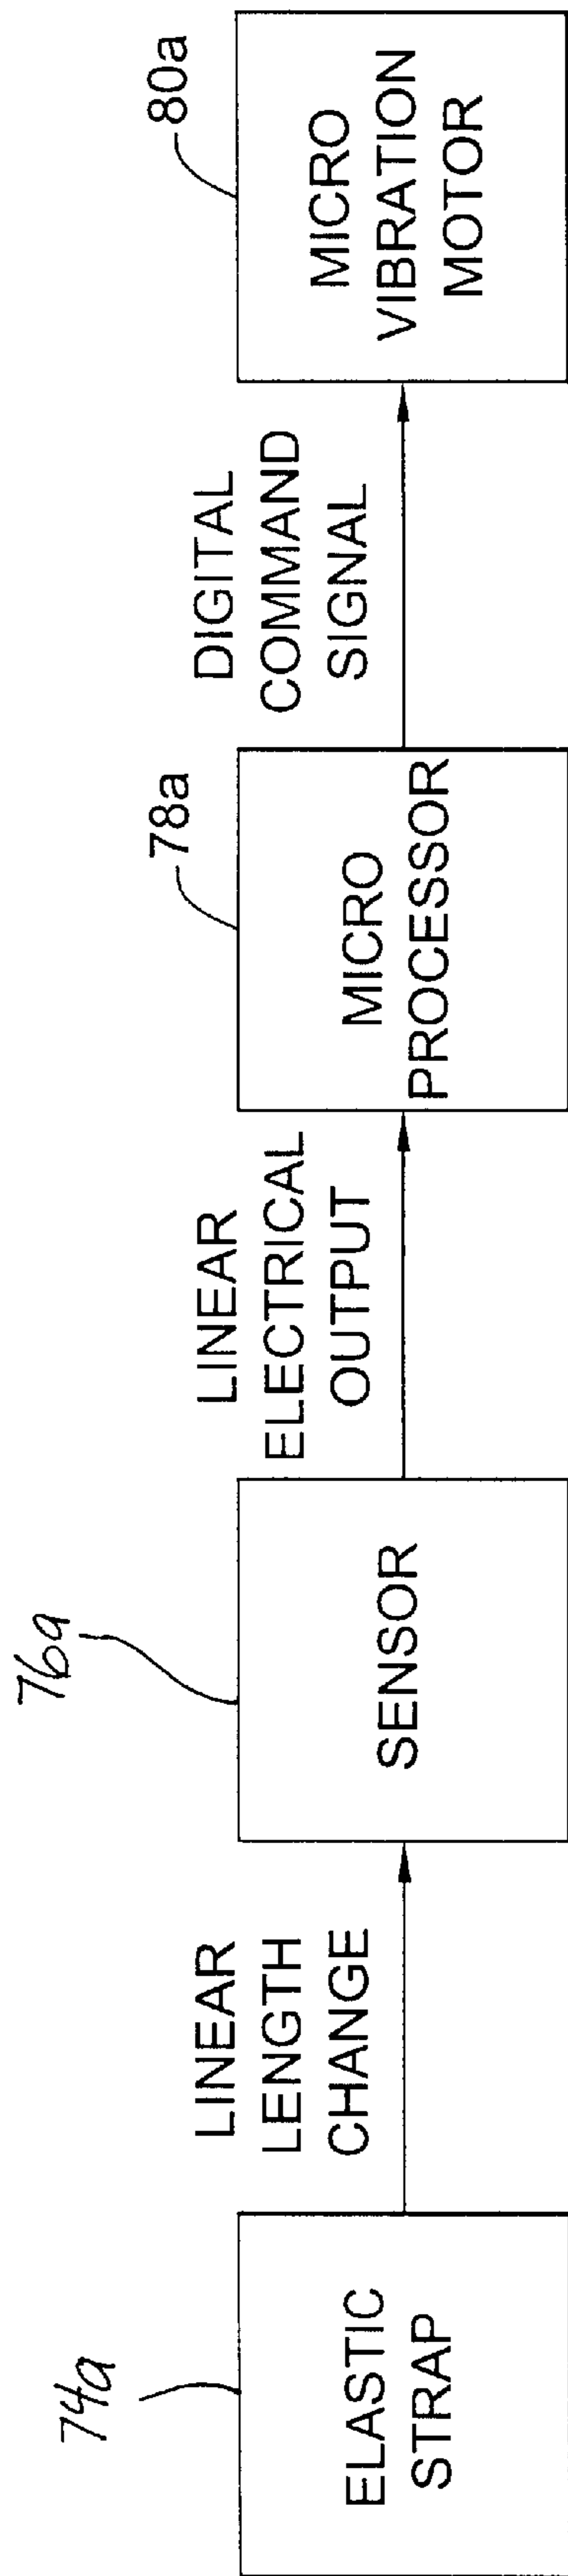 74a
ELASTIC
STRAP
LINEAR
LENGTH
CHANGE
76a
SENSOR
LINEAR
ELECTRICAL
OUTPUT
78a
MICRO
PROCESSOR
DIGITAL
COMMAND
SIGNAL
80a
MICRO
VIBRATION
MOTOR